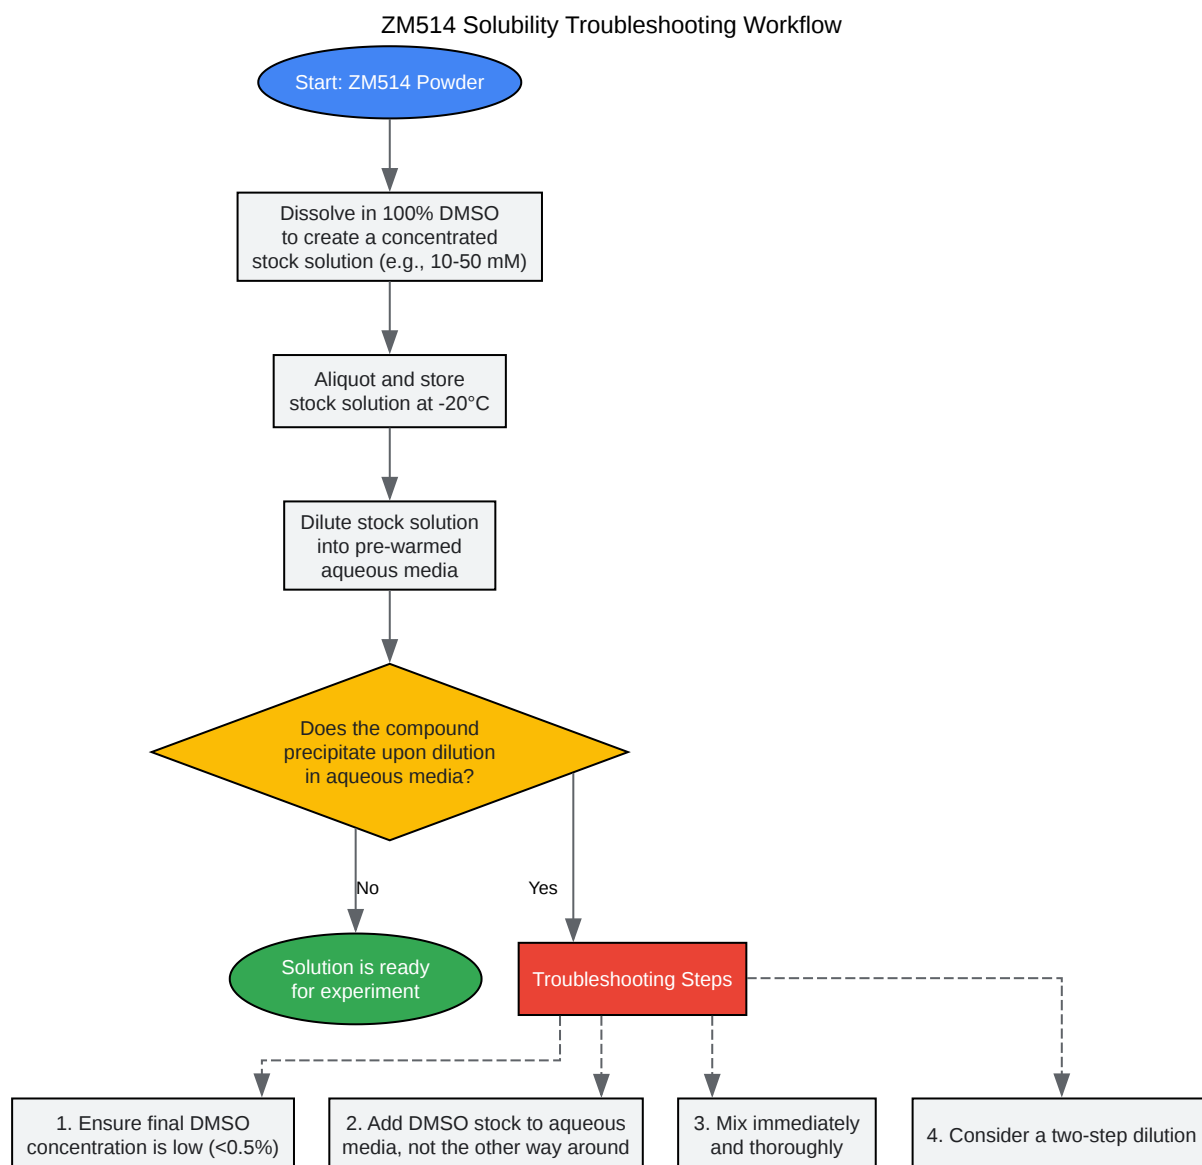 ZM514 Solubility Troubleshooting Workflow
Start: ZM514 Powder
Dissolve in 100% DMSO
to create a concentrated
stock solution (e.g., 10-50 mM)
Aliquot and store
stock solution at -20°C
Dilute stock solution
into pre-warmed
aqueous media
Does the compound
precipitate upon dilution
in aqueous media?
No
Yes
Solution is ready
for experiment
Troubleshooting Steps
1. Ensure final DMSO
concentration is low (<0.5%)
2. Add DMSO stock to aqueous
media, not the other way around
3. Mix immediately
and thoroughly
4. Consider a two-step dilution